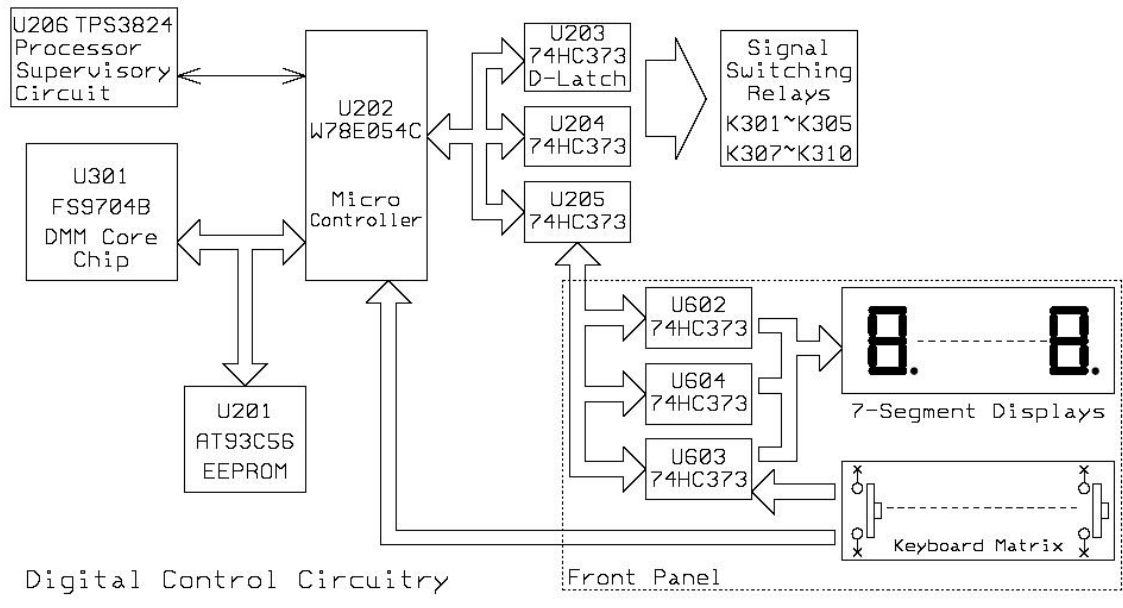 U206 TPS3824
Processor
Supervisory
Circuit
U202
W78E054C
Micro
Controller
U203
74HC373
D-Latch
U204
74HC373
U205
74HC373
Signal
Switching
Relays
K301~K305
K307~K310
U301
FS9704B
DMM Core
Chip
U201
AT93C56
EEPROM
U602
74HC373
U604
74HC373
U603
74HC373
8. 8.
7-Segment Displays
Keyboard Matrix
Front Panel
Digital Control Circuitry